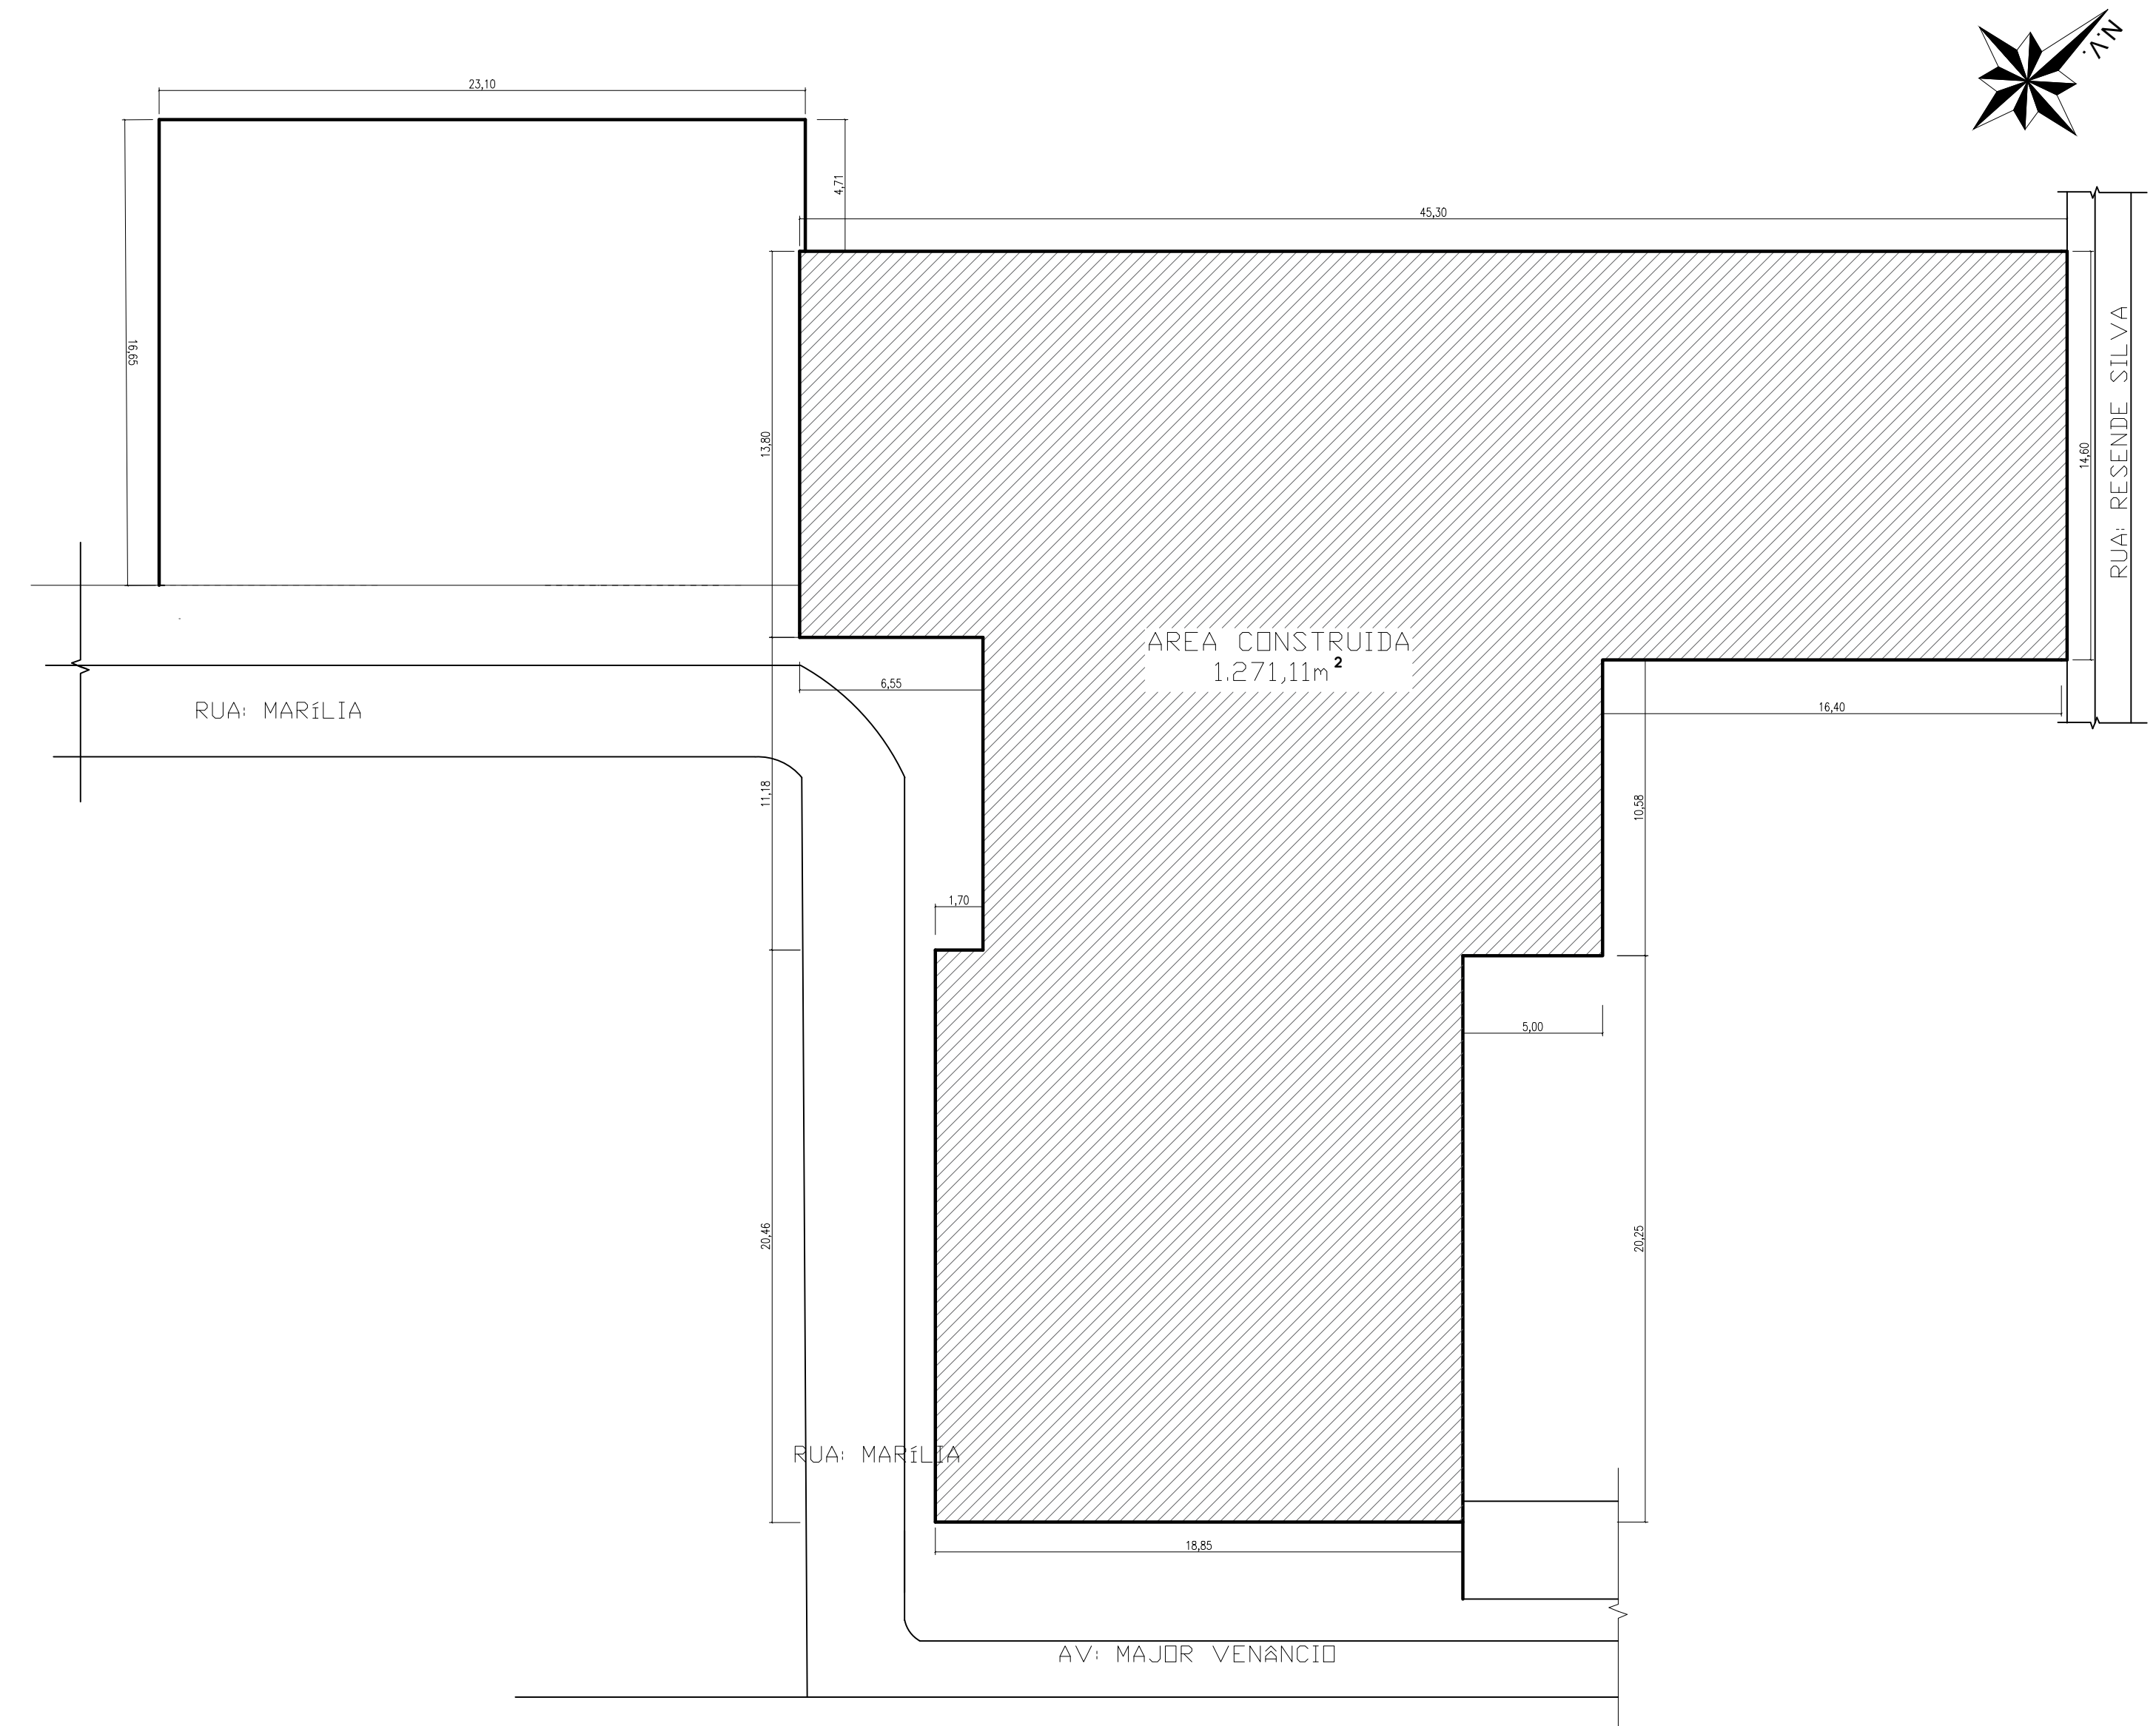 N.V.
23,10
4,71
45,30
16,65
13,80
14,60
RUA: RESENDE SILVA
AREA CONSTRUIDA
1.271,11m²
6,55
16,40
RUA: MARíLIA
11,18
10,58
1,70
5,00
20,46
20,25
RUA: MARíLIA
18,85
AV: MAJOR VENâNCIO